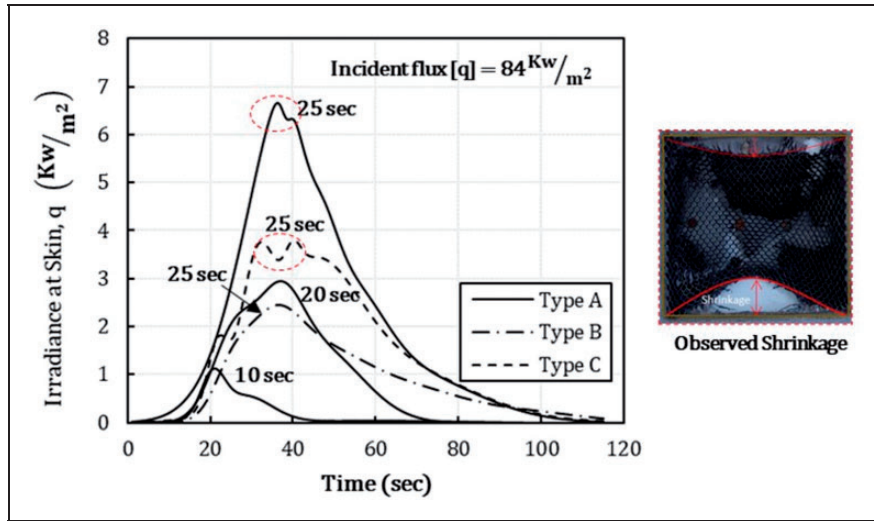 Incident flux [q] = 84 Kw/m²
Irradiance at Skin, q (Kw/m²)
8
7
6
5
4
3
2
1
0
25 sec
25 sec
25 sec
20 sec
10 sec
Type A
Type B
Type C
0 20 40 60 80 100 120
Time (sec)
Shrinkage
Observed Shrinkage